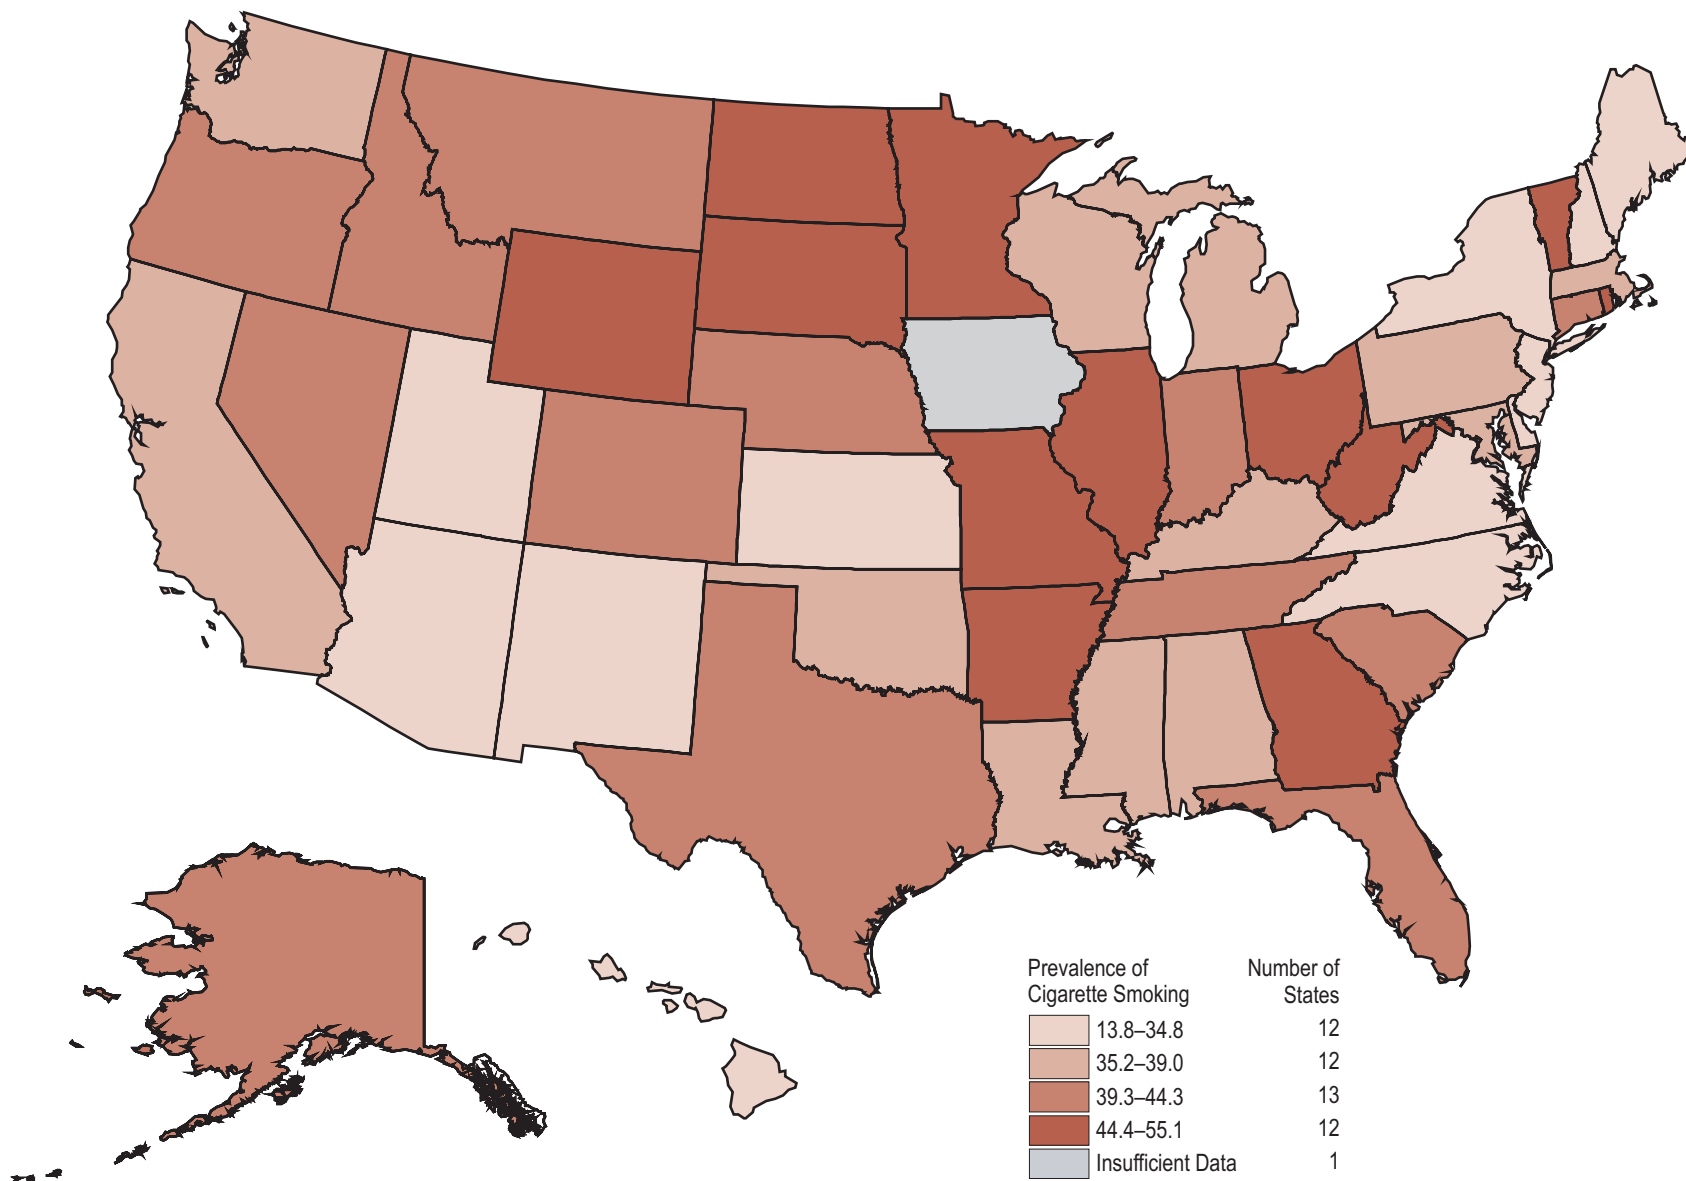 Prevalence of Number of
Cigarette Smoking States
13.8–34.8 12
35.2–39.0 12
39.3–44.3 13
44.4–55.1 12
Insufficient Data 1